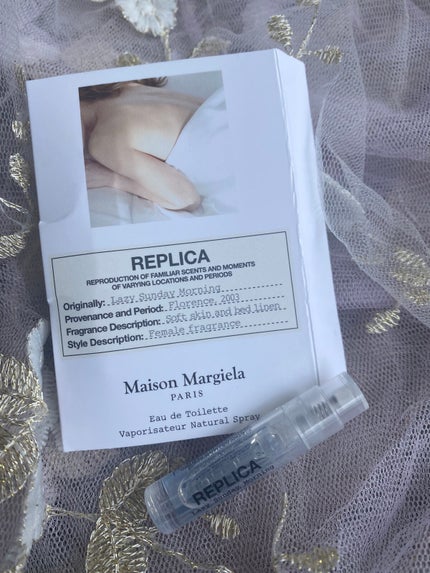 REPLICA
REPRODUCTION OF FAMILIAR SCENTS AND MOMENTS
OF VARYING LOCATIONS AND PERIODS
Originally: Lazy Sunday Morning
Provenance and Period: Florence, 2003
Fragrance Description: Soft skin and bed linen
Style Description: Female fragrance
Maison Margiela
PARIS
Eau de Toilette
Vaporisateur Natural Spray
REPLICA